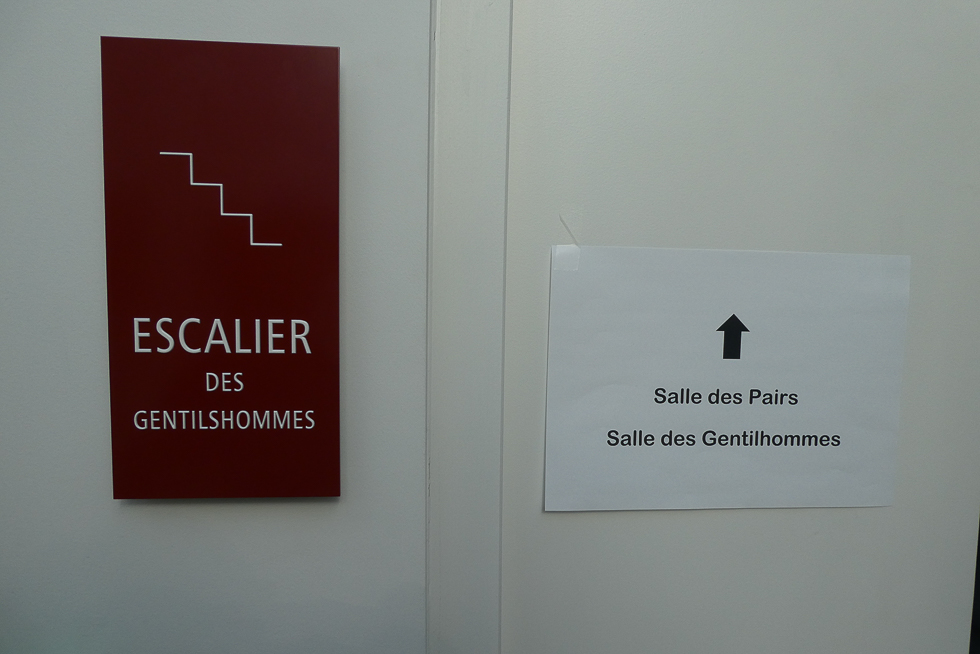 ESCALIER
DES
GENTILSHOMMES
Salle des Pairs
Salle des Gentilhommes